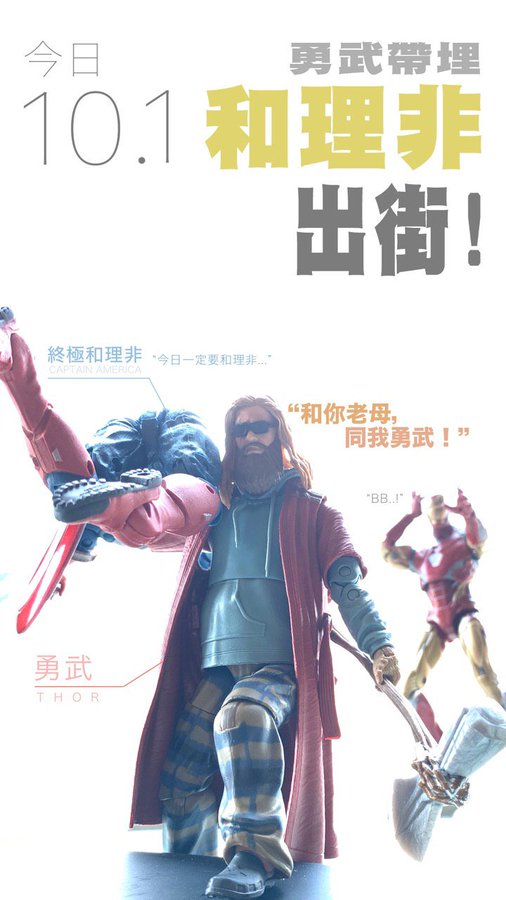 今日
10.1
勇武帶埋
和理非
出街!
終極和理非
CAPTAIN AMERICA
“今日一定要和理非...”
“和你老母,
同我勇武！”
“BB..!”
勇武
THOR